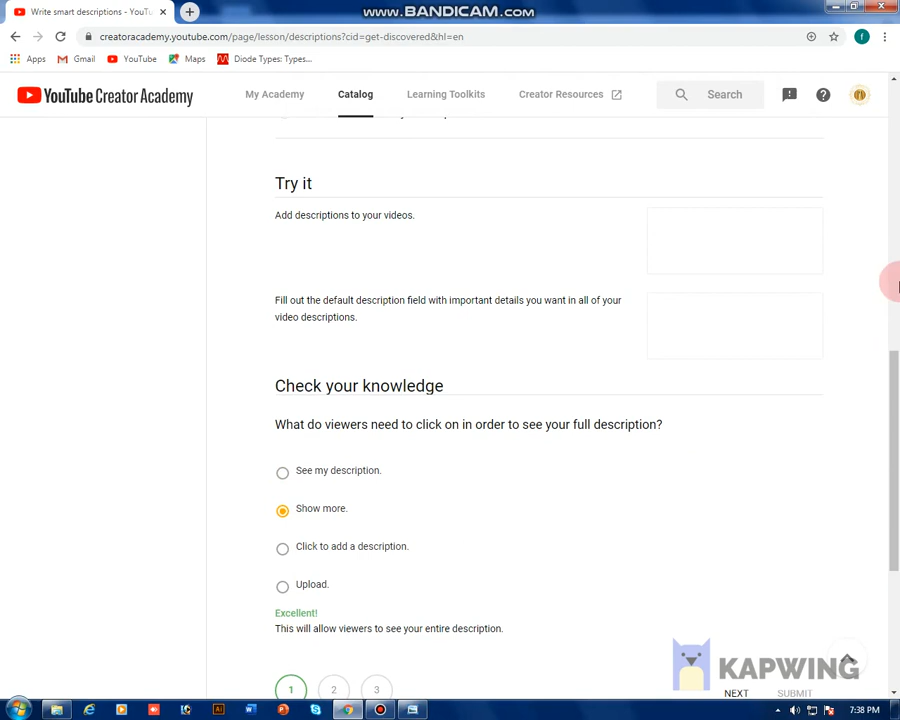 www.BANDICAM.com
Write smart descriptions - YouTu
creatoracademy.youtube.com/page/lesson/descriptions?cid=get-discovered&hl=en
Apps Gmail YouTube Maps Diode Types: Types...
YouTube Creator Academy My Academy Catalog Learning Toolkits Creator Resources Search
Try it
Add descriptions to your videos.
Fill out the default description field with important details you want in all of your
video descriptions.
Check your knowledge
What do viewers need to click on in order to see your full description?
See my description.
Show more.
Click to add a description.
Upload.
Excellent!
This will allow viewers to see your entire description.
1 2 3
NEXT SUBMIT
KAPWING
7:38 PM